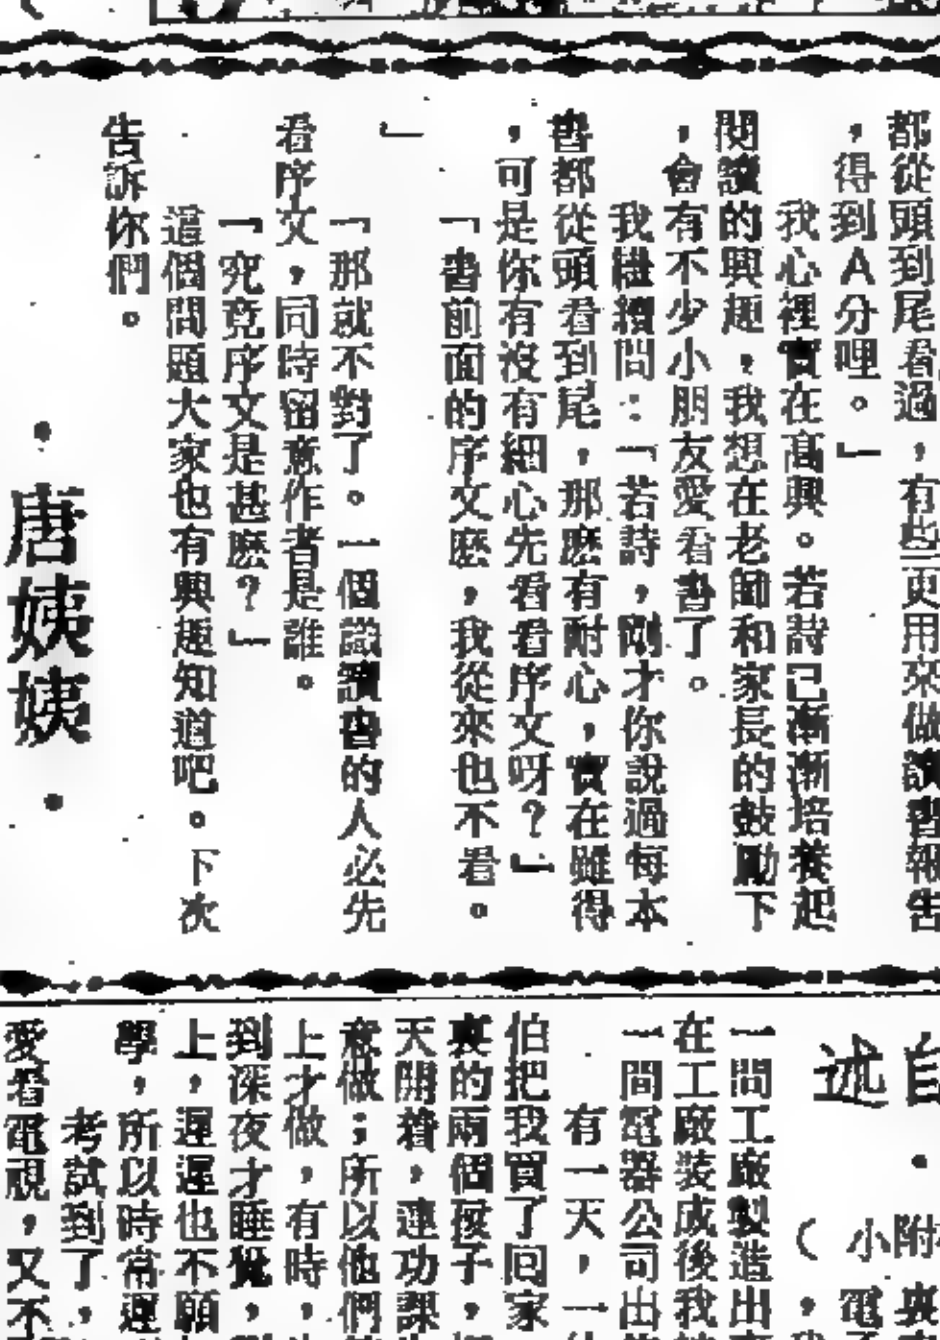 都從頭到尾看過，有些更用來做讀書報告
，得到A分哩。」
我心裡實在高興。若詩已漸漸培養起
閱讀的興趣，我想在老師和家長的鼓勵下
，會有不少小朋友愛看書了。
我繼續問：「若詩，剛才你說過每本
書都從頭看到尾，那麼有耐心，實在難得
，可是你有沒有細心先看看序文呀？」
「書前面的序文麼，我從來也不看。
」
「那就不對了。一個識讀書的人必先
看序文，同時留意作者是誰。
「究竟序文是甚麼？」
這個問題大家也有興趣知道吧。下次
告訴你們。
·唐姨姨·
自
述
附
（小電
一間工廠製造出
在工廠裝成後我
一間電器公司出
有一天，一
伯把我買了回家
真的兩個孩子，
天開着，連功課
意做；所以他們
上才做，有時，
到深夜才睡覺，
上，遲遲也不願
學，所以時常遲
考試到了，
愛看電視，又不